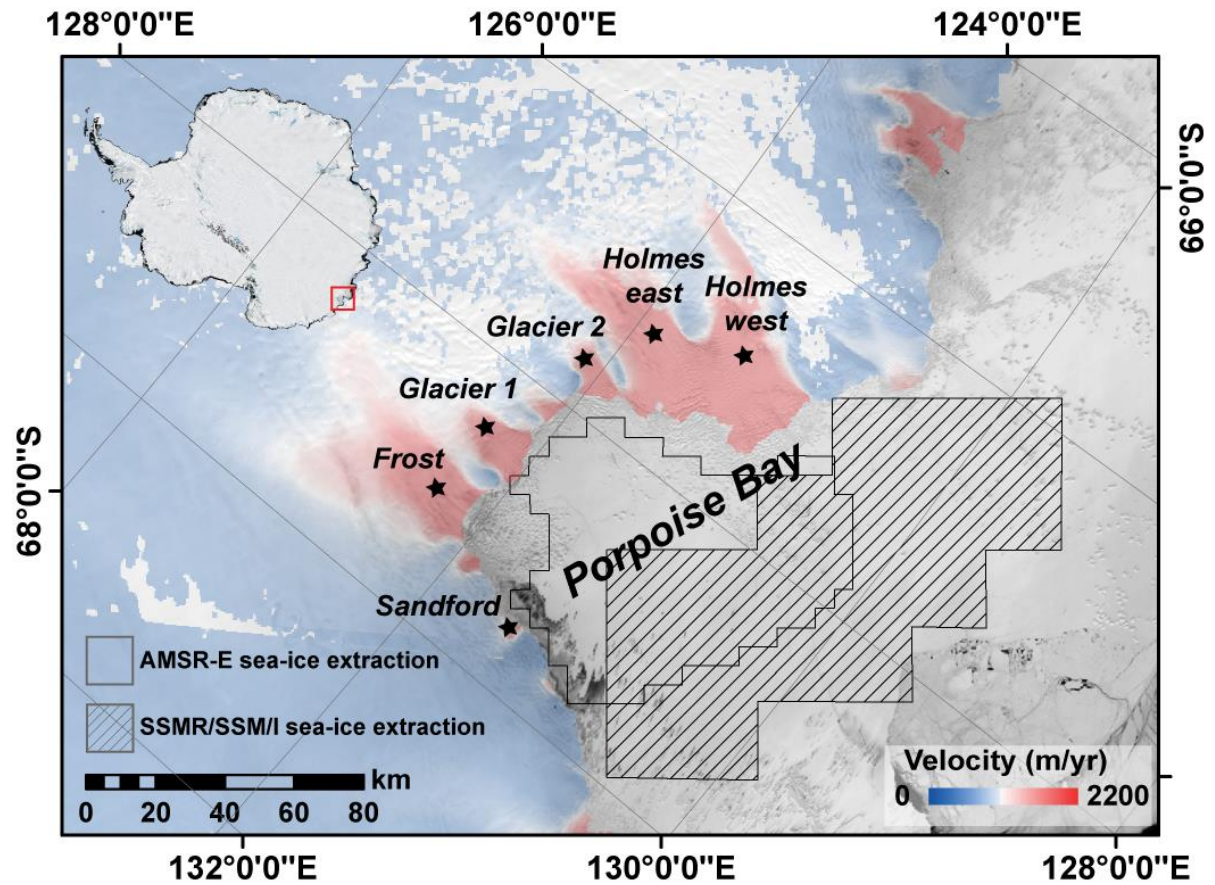 128°0'0"E
126°0'0"E
124°0'0"E
66°0'0"S
Holmes
east
Holmes
west
Glacier 2
Glacier 1
Frost
68°0'0"S
Porpoise Bay
Sandford
AMSR-E sea-ice extraction
SSMR/SSM/I sea-ice extraction
km
0 20 40 60 80
Velocity (m/yr)
0 2200
132°0'0"E
130°0'0"E
128°0'0"E